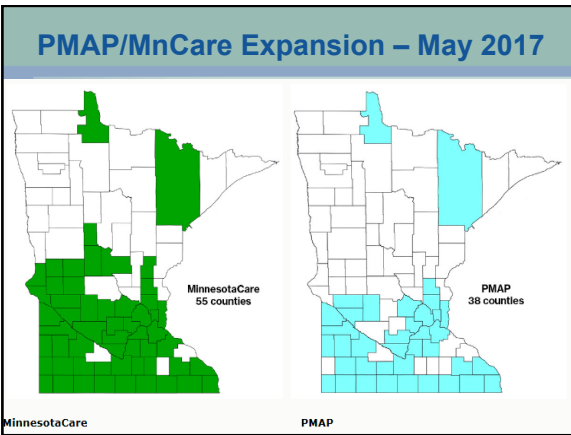 PMAP/MnCare Expansion – May 2017
MinnesotaCare
55 counties
PMAP
38 counties
MinnesotaCare
PMAP